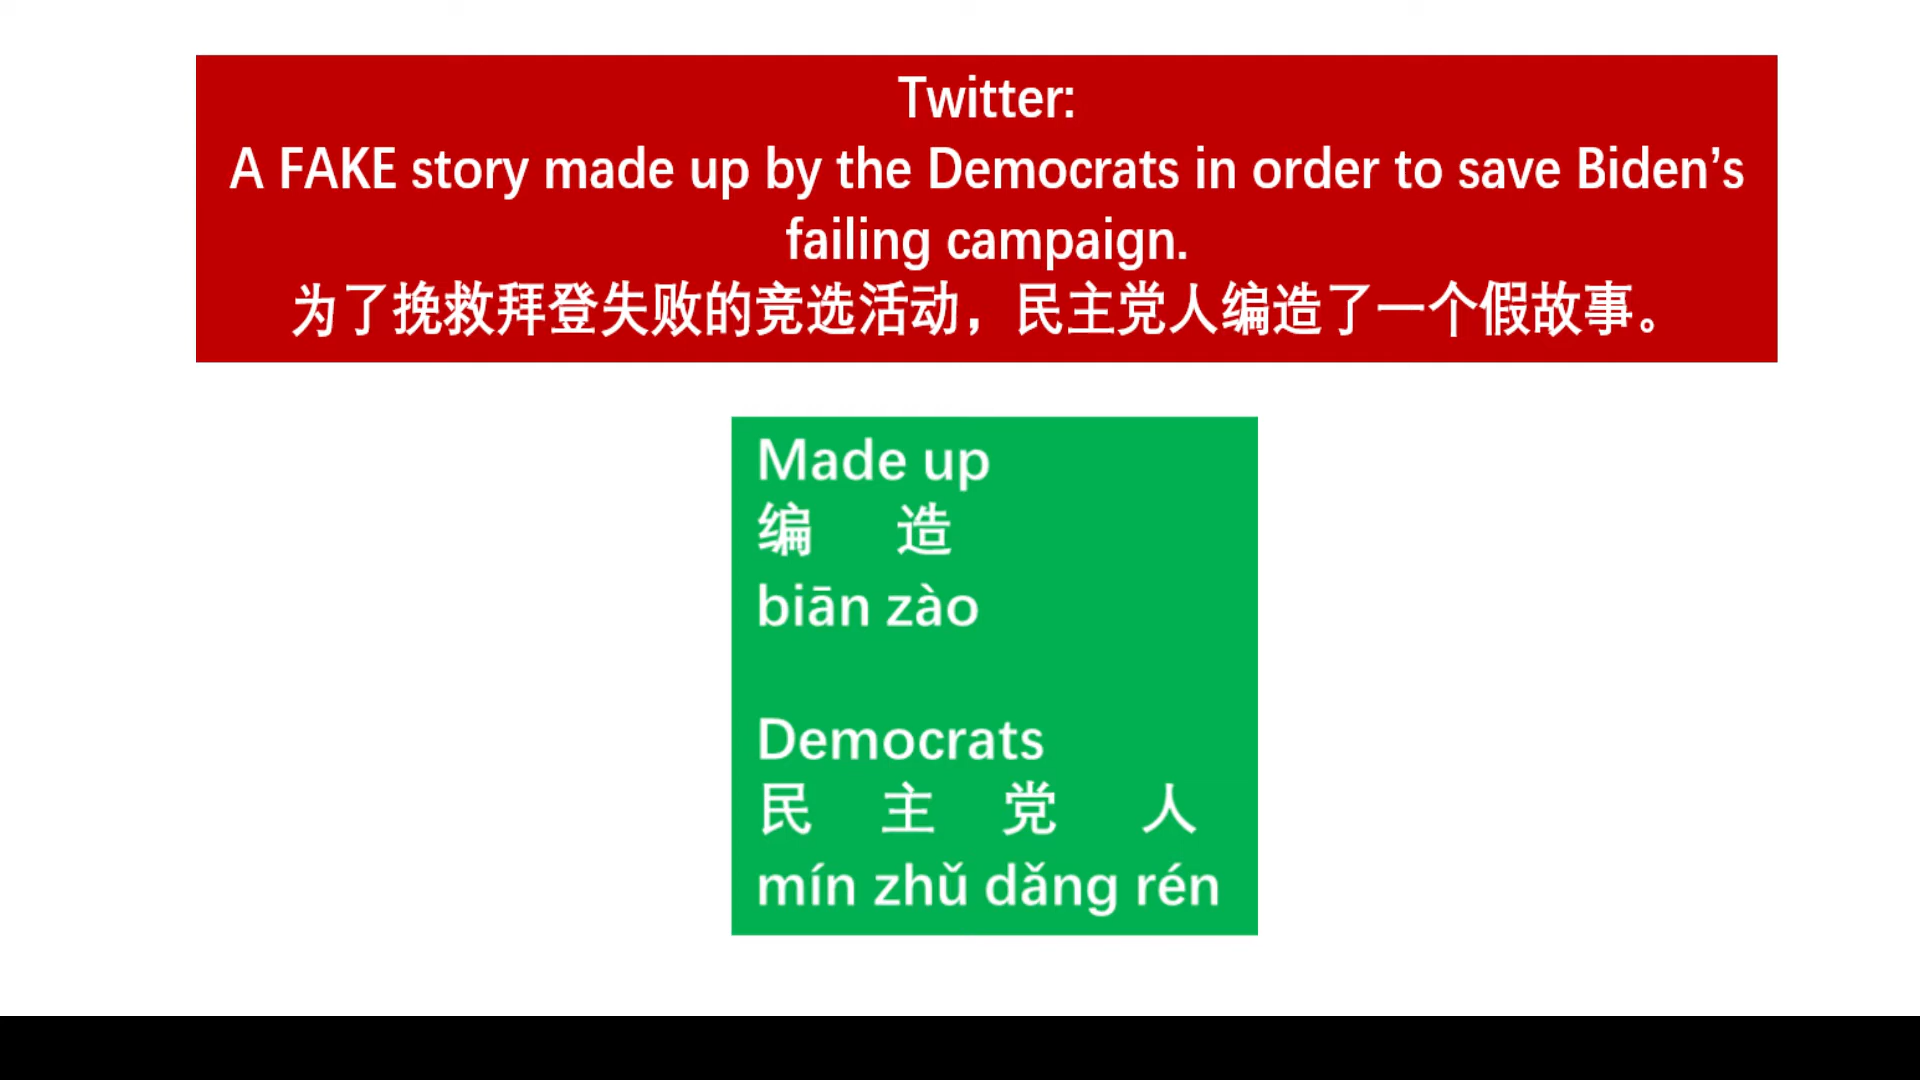 Twitter:
A FAKE story made up by the Democrats in order to save Biden’s
failing campaign.
为了挽救拜登失败的竞选活动，民主党人编造了一个假故事。
Made up
编 造
biān zào
Democrats
民 主 党 人
mín zhǔ dǎng rén